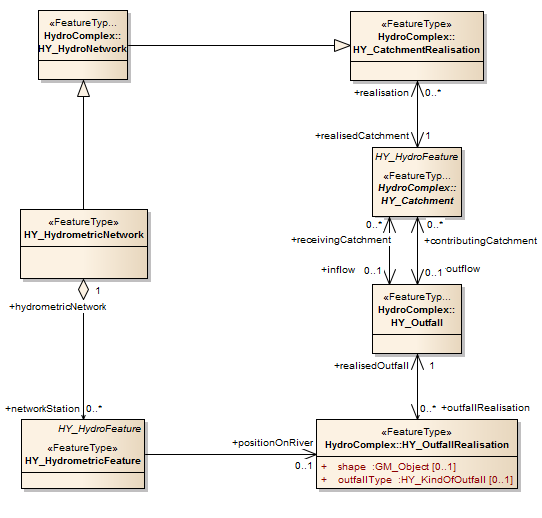 «FeatureTyp...
HydroComplex::
HY_HydroNetwork
«FeatureType»
HydroComplex::
HY_CatchmentRealisation
+realisation
0..*
+realisedCatchment
1
HY_HydroFeature
«FeatureTyp...
HydroComplex::
HY_Catchment
«FeatureType»
HY_HydrometricNetwork
0..*
0..*
+receivingCatchment
+contributingCatchment
+inflow
0..1
0..1
outflow
1
+hydrometricNetwork
«FeatureType»
HydroComplex::
HY_Outfall
+realisedOutfall
1
+networkStation
0..*
0..*
+outfallRealisation
HY_HydroFeature
«FeatureType»
HY_HydrometricFeature
+positionOnRiver
0..1
«FeatureType»
HydroComplex::HY_OutfallRealisation
+ shape :GM_Object [0..1]
+ outfallType :HY_KindOfOutfall [0..1]